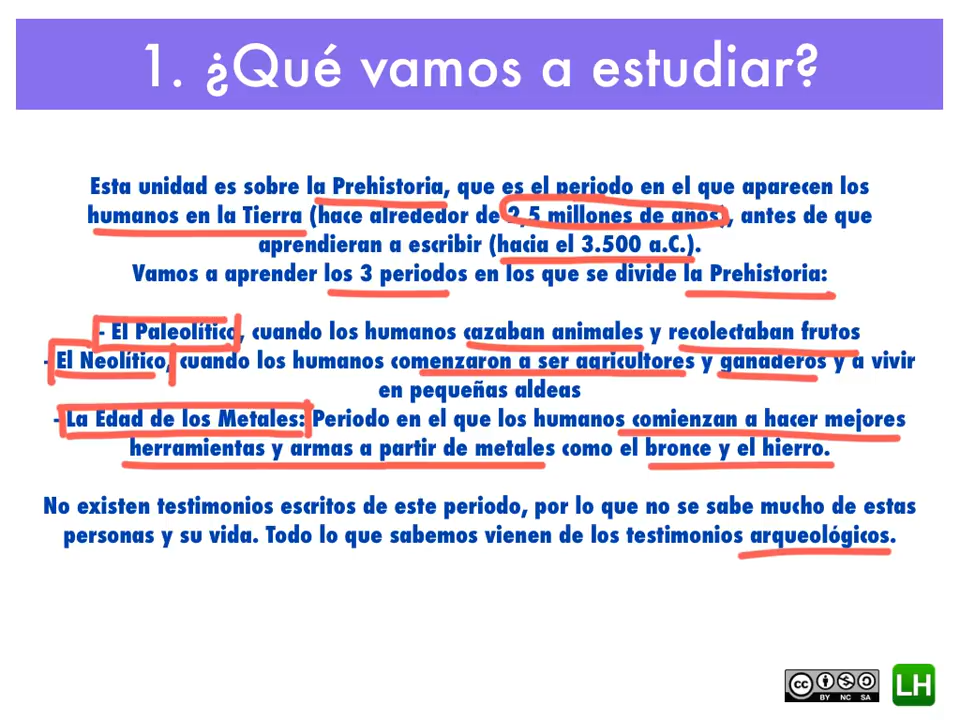 1. ¿Qué vamos a estudiar?
Esta unidad es sobre la Prehistoria, que es el periodo en el que aparecen los
humanos en la Tierra (hace alrededor de 2,5 millones de años), antes de que
aprendieran a escribir (hacia el 3.500 a.C.).
Vamos a aprender los 3 periodos en los que se divide la Prehistoria:
- El Paleolítico, cuando los humanos cazaban animales y recolectaban frutos
- El Neolítico, cuando los humanos comenzaron a ser agricultores y ganaderos y a vivir
en pequeñas aldeas
- La Edad de los Metales: Periodo en el que los humanos comienzan a hacer mejores
herramientas y armas a partir de metales como el bronce y el hierro.
No existen testimonios escritos de este periodo, por lo que no se sabe mucho de estas
personas y su vida. Todo lo que sabemos vienen de los testimonios arqueológicos.
cc BY NC SA
LH